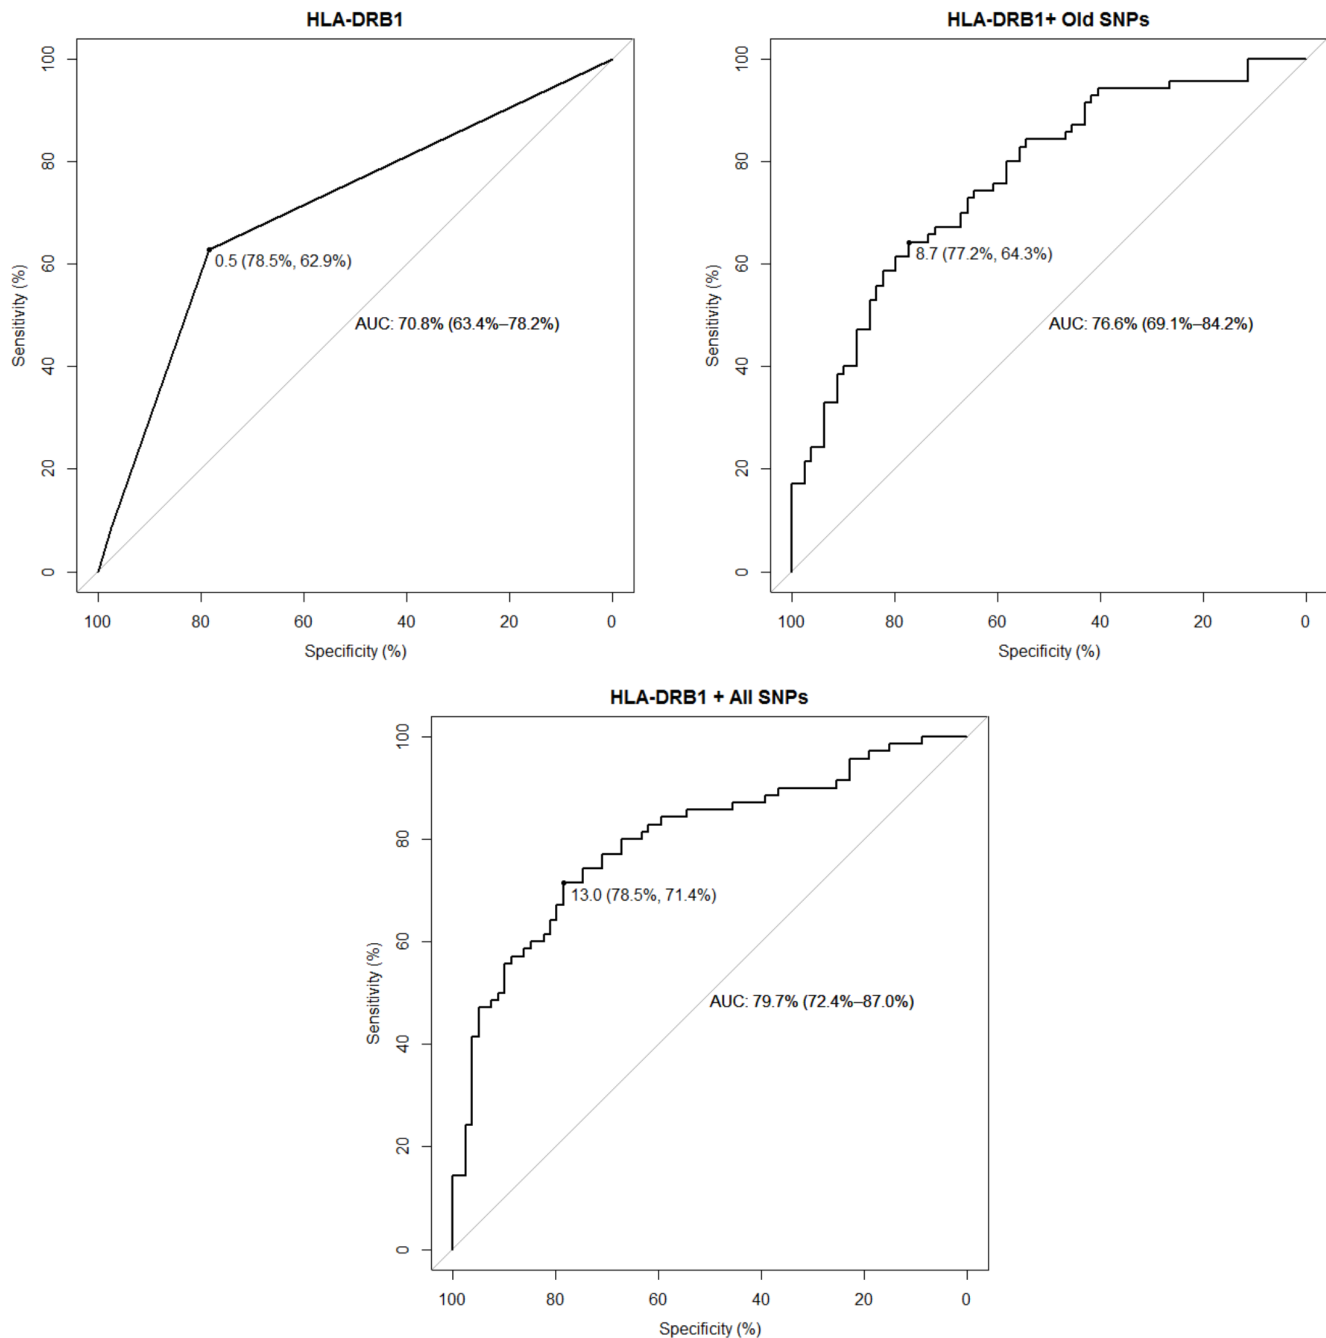 HLA-DRB1
100
80
60
40
20
0
Sensitivity (%)
0.5 (78.5%, 62.9%)
AUC: 70.8% (63.4%–78.2%)
100 80 60 40 20 0
Specificity (%)
HLA-DRB1+ Old SNPs
100
80
60
40
20
0
Sensitivity (%)
8.7 (77.2%, 64.3%)
AUC: 76.6% (69.1%–84.2%)
100 80 60 40 20 0
Specificity (%)
HLA-DRB1 + All SNPs
100
80
60
40
20
0
Sensitivity (%)
13.0 (78.5%, 71.4%)
AUC: 79.7% (72.4%–87.0%)
100 80 60 40 20 0
Specificity (%)